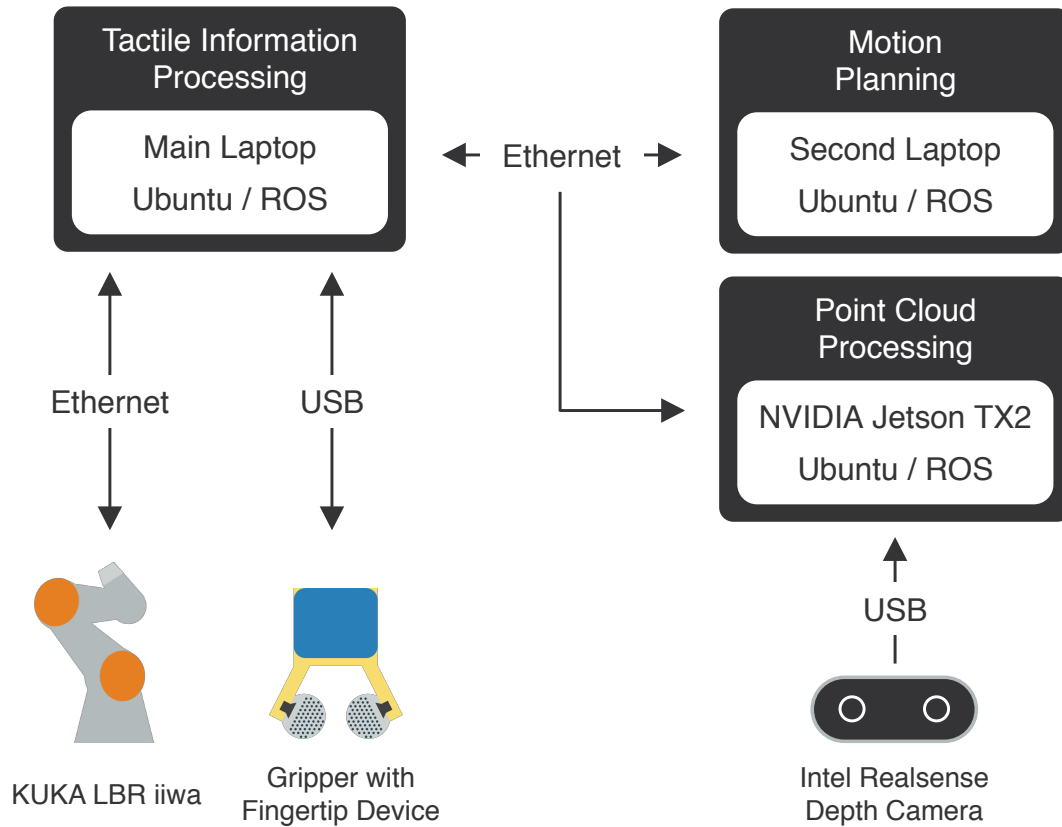 Tactile Information
Processing
Main Laptop
Ubuntu / ROS
Ethernet
Motion
Planning
Second Laptop
Ubuntu / ROS
Point Cloud
Processing
NVIDIA Jetson TX2
Ubuntu / ROS
Ethernet
USB
USB
KUKA LBR iiwa
Gripper with
Fingertip Device
Intel Realsense
Depth Camera